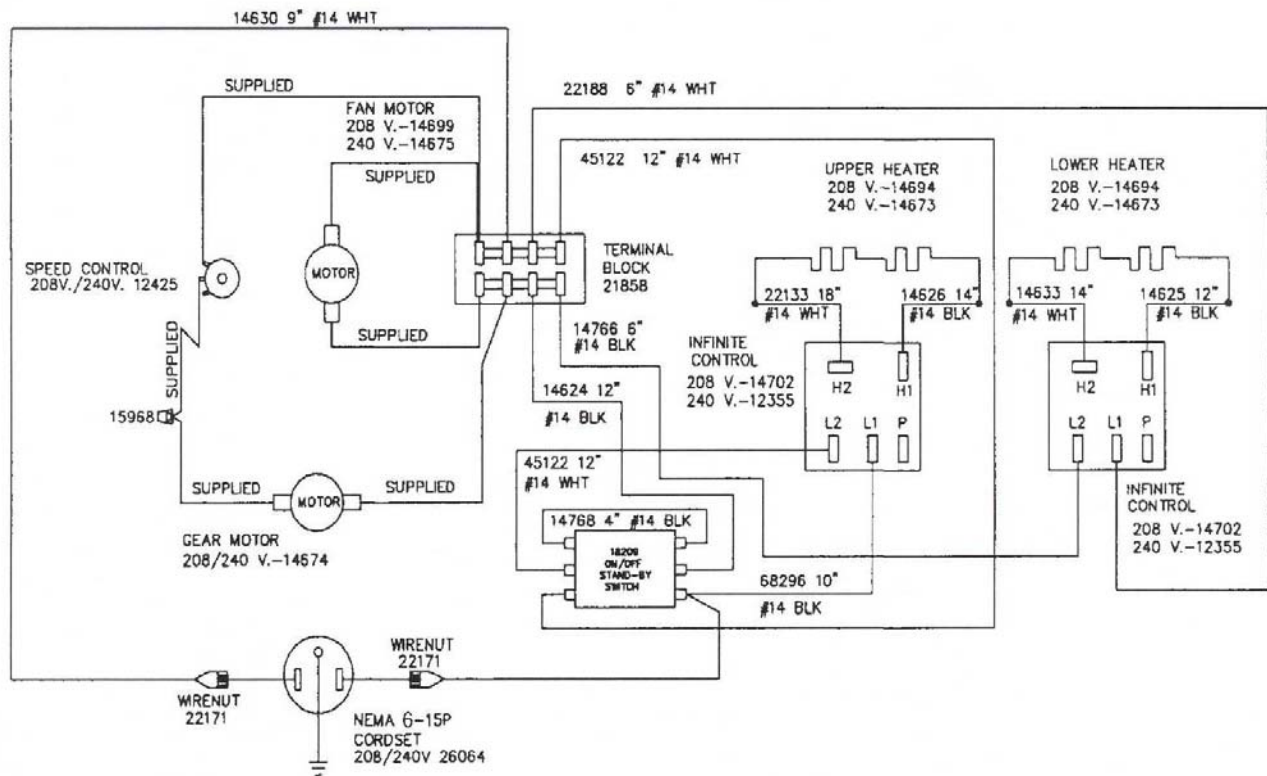 14630 9" #14 WHT
SUPPLIED
FAN MOTOR
208 V.-14699
240 V.-14675
SUPPLIED
22188 6" #14 WHT
45122 12" #14 WHT
UPPER HEATER
208 V.-14694
240 V.-14673
LOWER HEATER
208 V.-14694
240 V.-14673
SPEED CONTROL
208V./240V. 12425
MOTOR
TERMINAL
BLOCK
21858
SUPPLIED
SUPPLIED
14766 6"
#14 BLK
22133 18"
#14 WHT
14626 14"
#14 BLK
14633 14"
#14 WHT
14625 12"
#14 BLK
INFINITE
CONTROL
208 V.-14702
240 V.-12355
H2
H1
L2
L1
P
H2
H1
L2
L1
P
15968
14624 12"
#14 BLK
45122 12"
#14 WHT
SUPPLIED
MOTOR
SUPPLIED
GEAR MOTOR
208/240 V.-14674
14768 4" #14 BLK
18209
ON/OFF
STAND-BY
SWITCH
68296 10"
#14 BLK
INFINITE
CONTROL
208 V.-14702
240 V.-12355
WIRENUT
22171
WIRENUT
22171
NEMA 6-15P
CORDSET
208/240V 26064